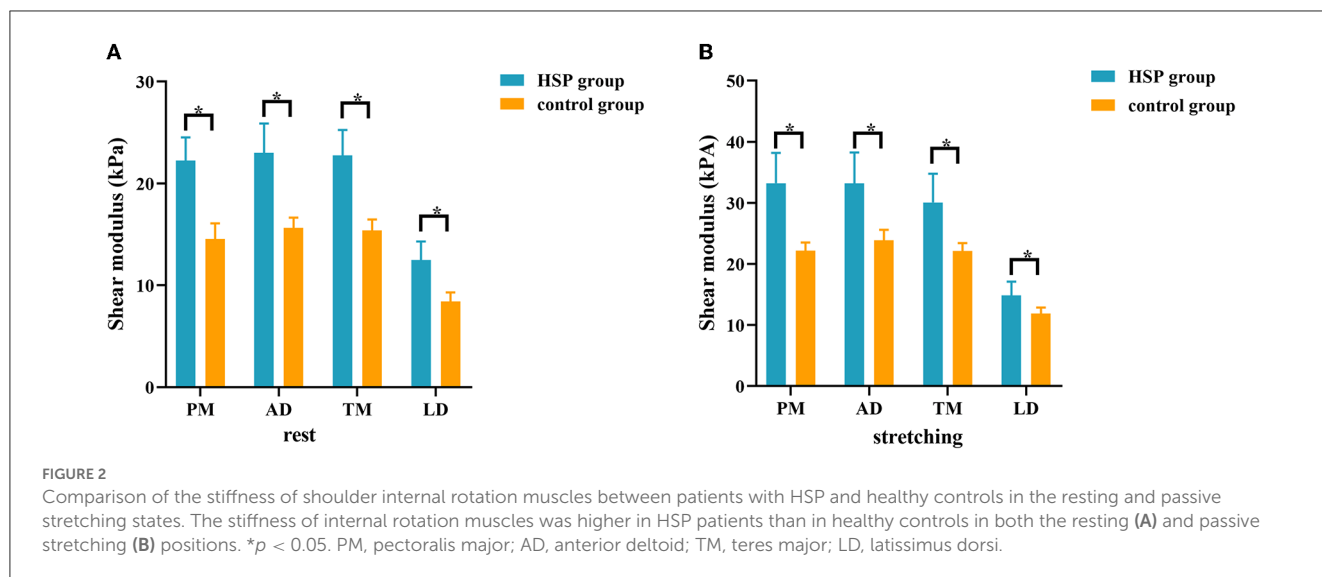 A
HSP group
control group
Shear modulus (kPa)
30
20
10
0
*
*
*
*
PM AD TM LD
rest
B
HSP group
control group
Shear modulus (kPA)
50
40
30
20
10
0
*
*
*
*
PM AD TM LD
stretching
FIGURE 2
Comparison of the stiffness of shoulder internal rotation muscles between patients with HSP and healthy controls in the resting and passive
stretching states. The stiffness of internal rotation muscles was higher in HSP patients than in healthy controls in both the resting (A) and passive
stretching (B) positions. *p < 0.05. PM, pectoralis major; AD, anterior deltoid; TM, teres major; LD, latissimus dorsi.